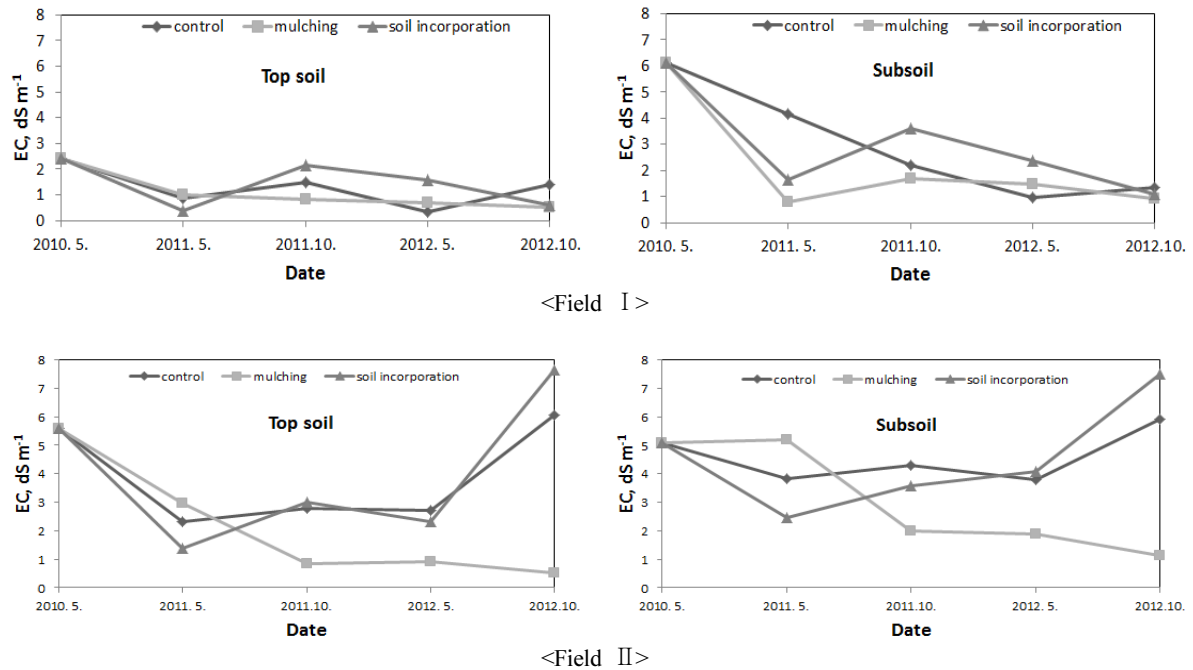 control mulching soil incorporation
Top soil
EC, dS m-1
8
7
6
5
4
3
2
1
0
2010. 5. 2011. 5. 2011.10. 2012. 5. 2012.10.
Date
control mulching soil incorporation
Subsoil
EC, dS m-1
8
7
6
5
4
3
2
1
0
2010. 5. 2011. 5. 2011.10. 2012. 5. 2012.10.
Date
<Field Ⅰ>
control mulching soil incorporation
Top soil
EC, dS m-1
8
7
6
5
4
3
2
1
0
2010. 5. 2011. 5. 2011.10. 2012. 5. 2012.10.
Date
control mulching soil incorporation
Subsoil
EC, dS m-1
8
7
6
5
4
3
2
1
0
2010. 5. 2011. 5. 2011.10. 2012. 5. 2012.10.
Date
<Field Ⅱ>